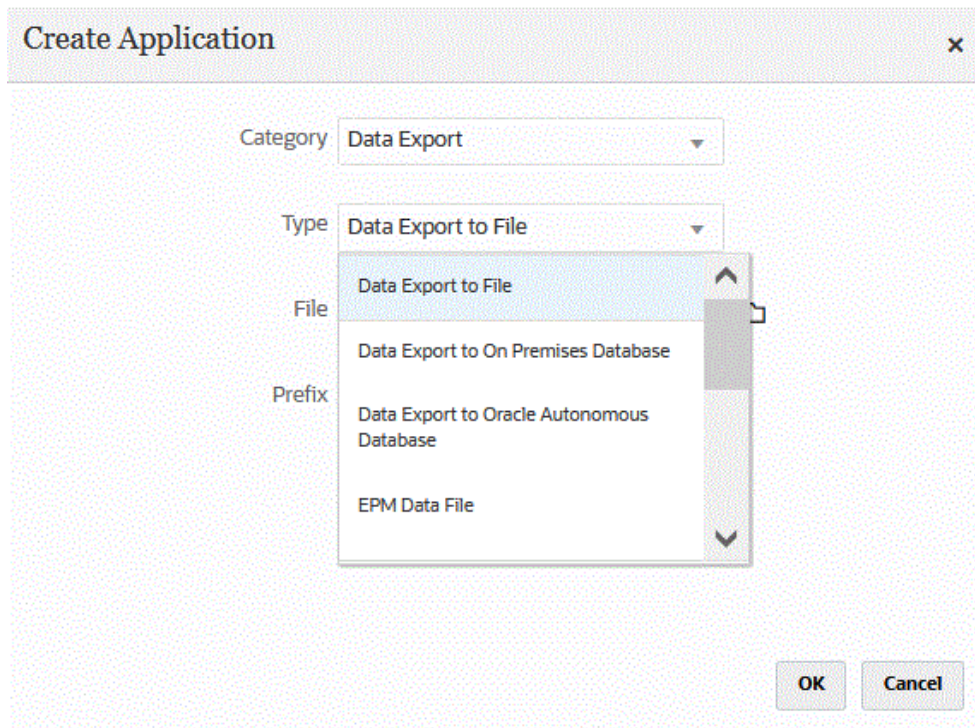 Create Application
Category Data Export
Type Data Export to File
Data Export to File
File
Data Export to On Premises Database
Prefix
Data Export to Oracle Autonomous
Database
EPM Data File
OK Cancel